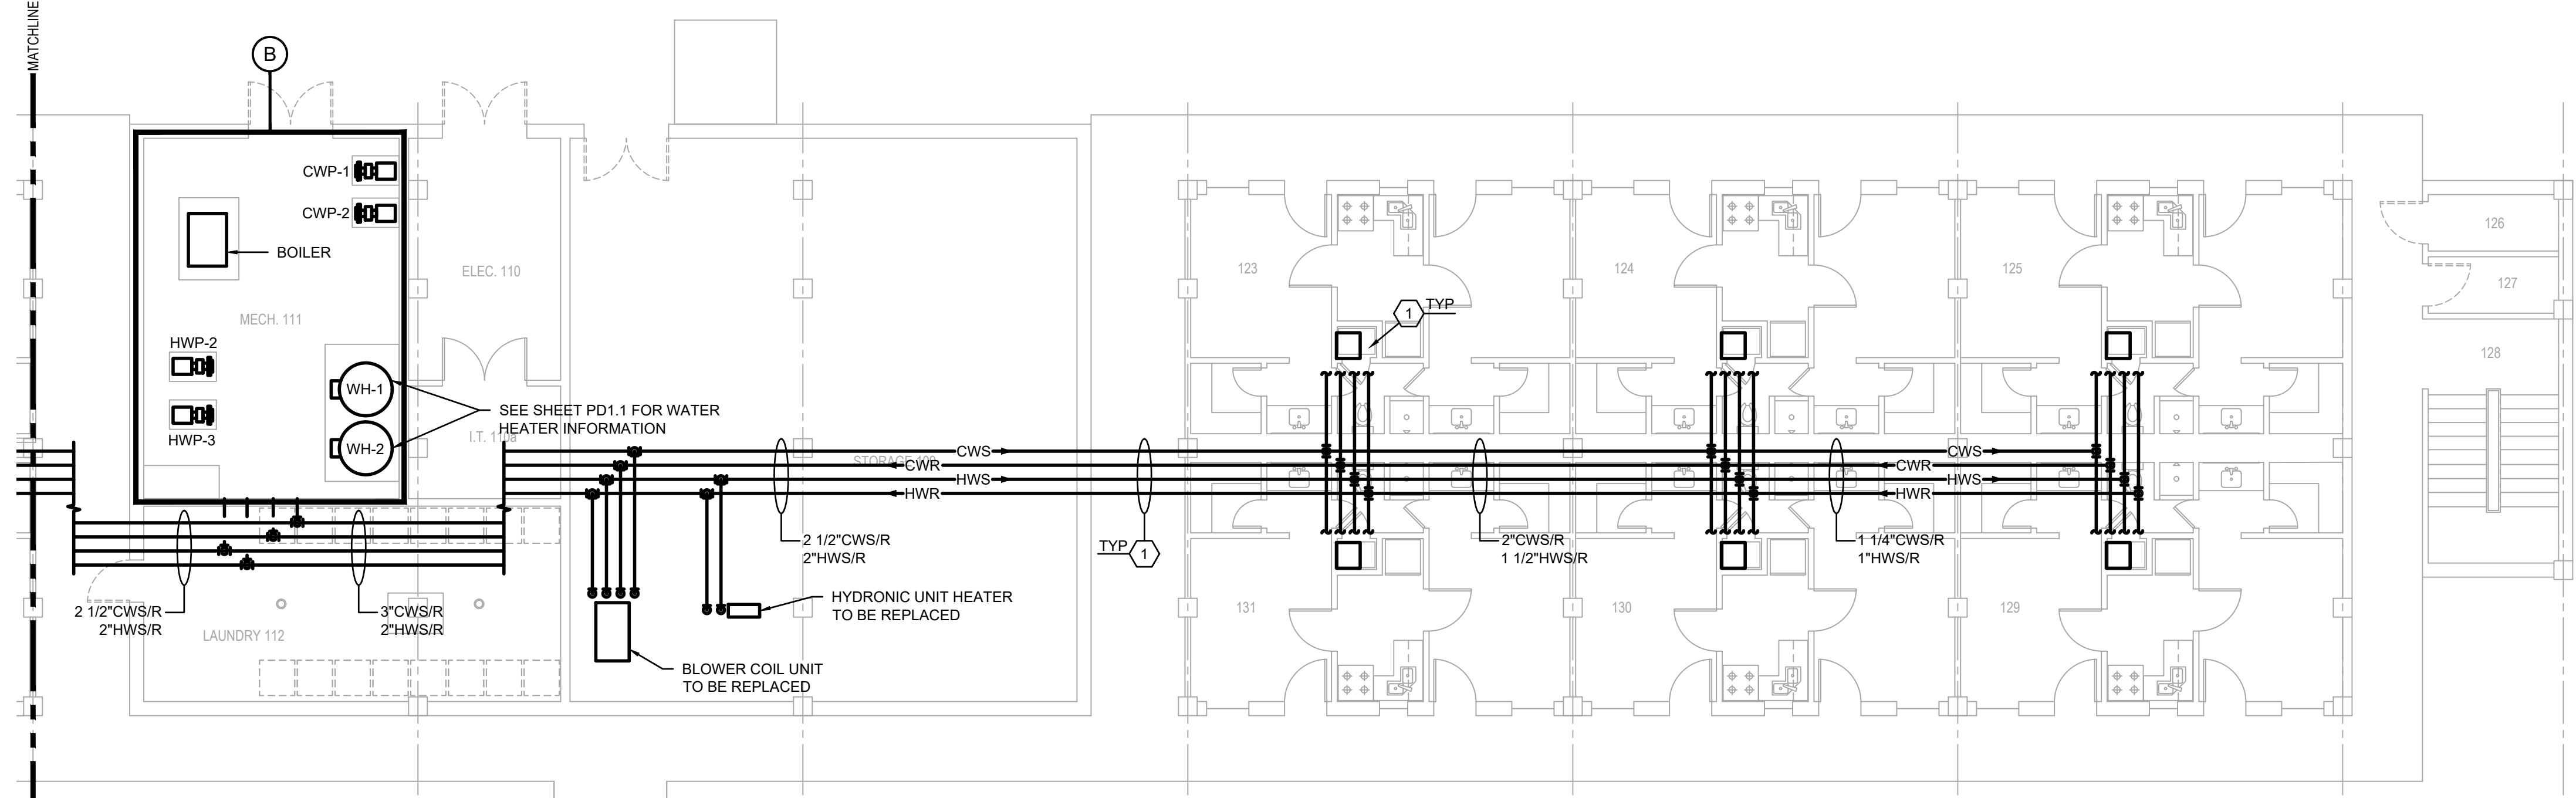 MATCHLINE
B
CWP-1
CWP-2
BOILER
ELEC. 110
MECH. 111
HWP-2
HWP-3
WH-1
WH-2
SEE SHEET PD1.1 FOR WATER
HEATER INFORMATION
I.T. 110a
CWS
CWR
HWS
HWR
2 1/2"CWS/R
2"HWS/R
3"CWS/R
2"HWS/R
LAUNDRY 112
2 1/2"CWS/R
2"HWS/R
HYDRONIC UNIT HEATER
TO BE REPLACED
BLOWER COIL UNIT
TO BE REPLACED
TYP 1
123
124
125
126
127
128
1 TYP
CWS
CWR
HWS
HWR
2"CWS/R
1 1/2"HWS/R
1 1/4"CWS/R
1"HWS/R
131
130
129